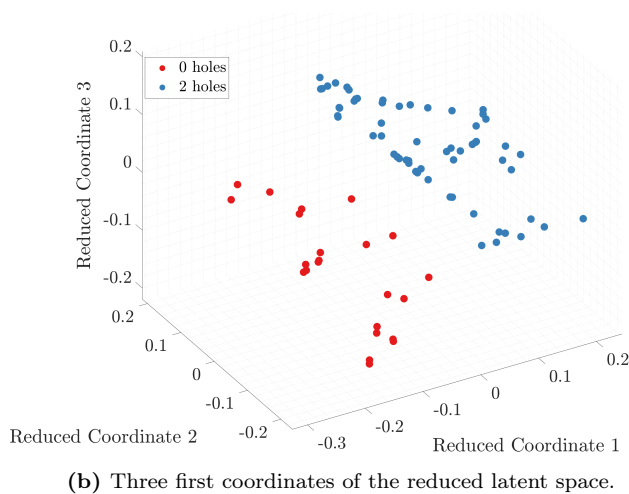 0.2
0 holes
2 holes
0.1
0
-0.1
-0.2
Reduced Coordinate 3
0.2
0.1
0
-0.1
-0.2
Reduced Coordinate 2
-0.3
-0.2
-0.1
0
0.1
0.2
Reduced Coordinate 1
(b) Three first coordinates of the reduced latent space.